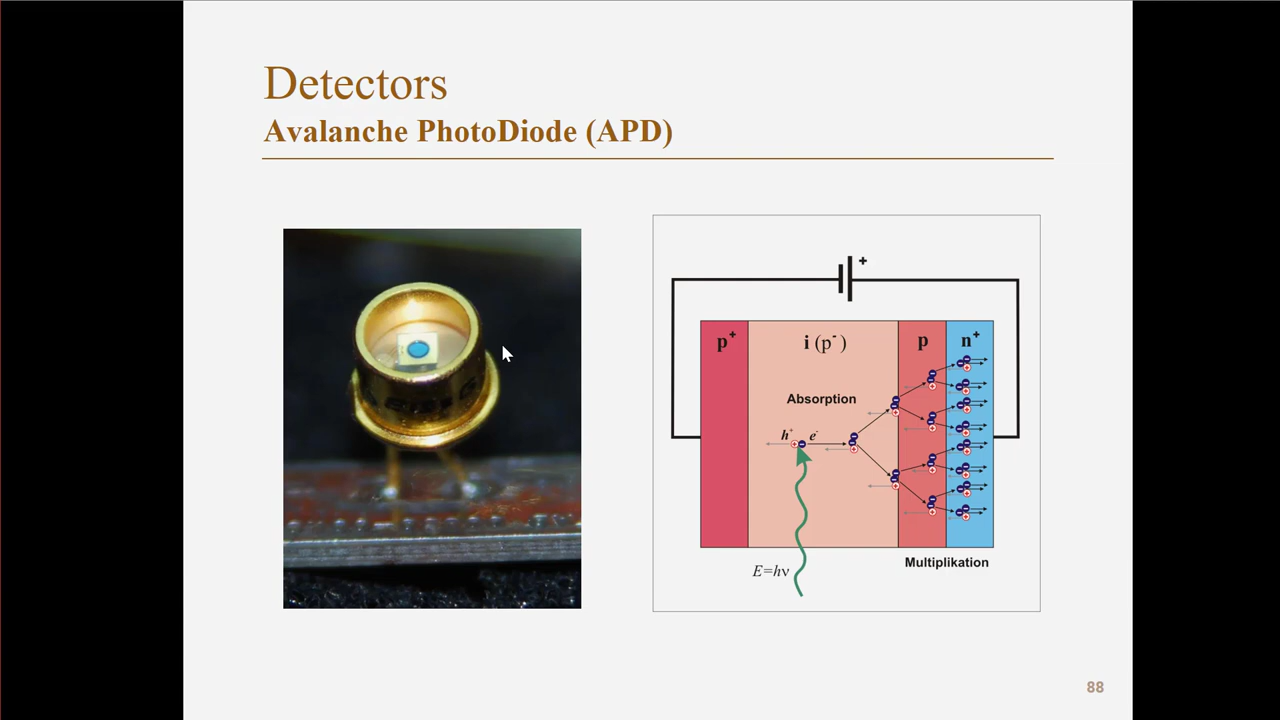 Detectors
Avalanche PhotoDiode (APD)
+
p+
i (p-)
p
n+
Absorption
h+ e-
E=hν
Multiplikation
88